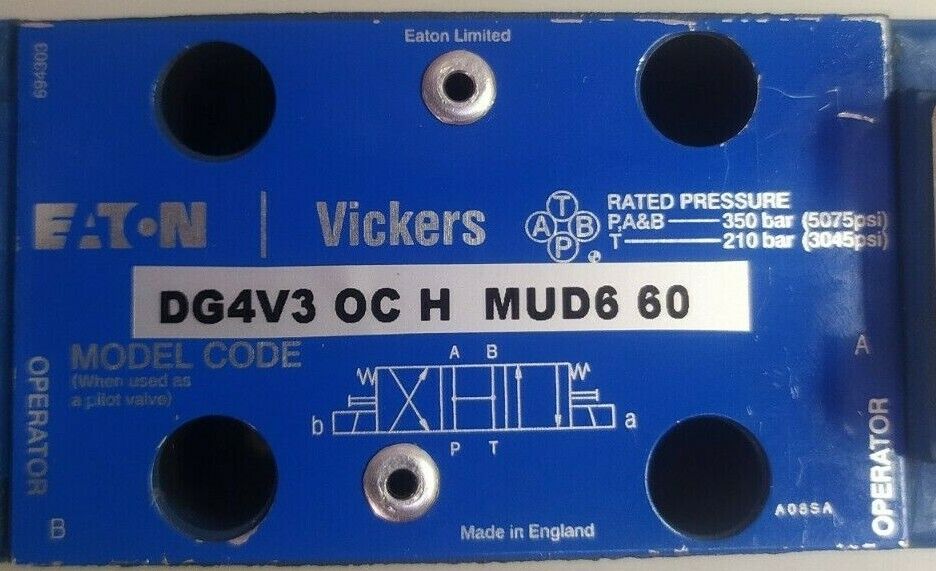 Eaton Limited
694303
EATON | Vickers
T
A B
P
RATED PRESSURE
P,A&B — 350 bar (5075psi)
T — 210 bar (3045psi)
DG4V3 OC H MUD6 60
MODEL CODE
(When used as
a pilot valve)
A B
b a
P T
OPERATOR
B
A
OPERATOR
A08SA
Made in England